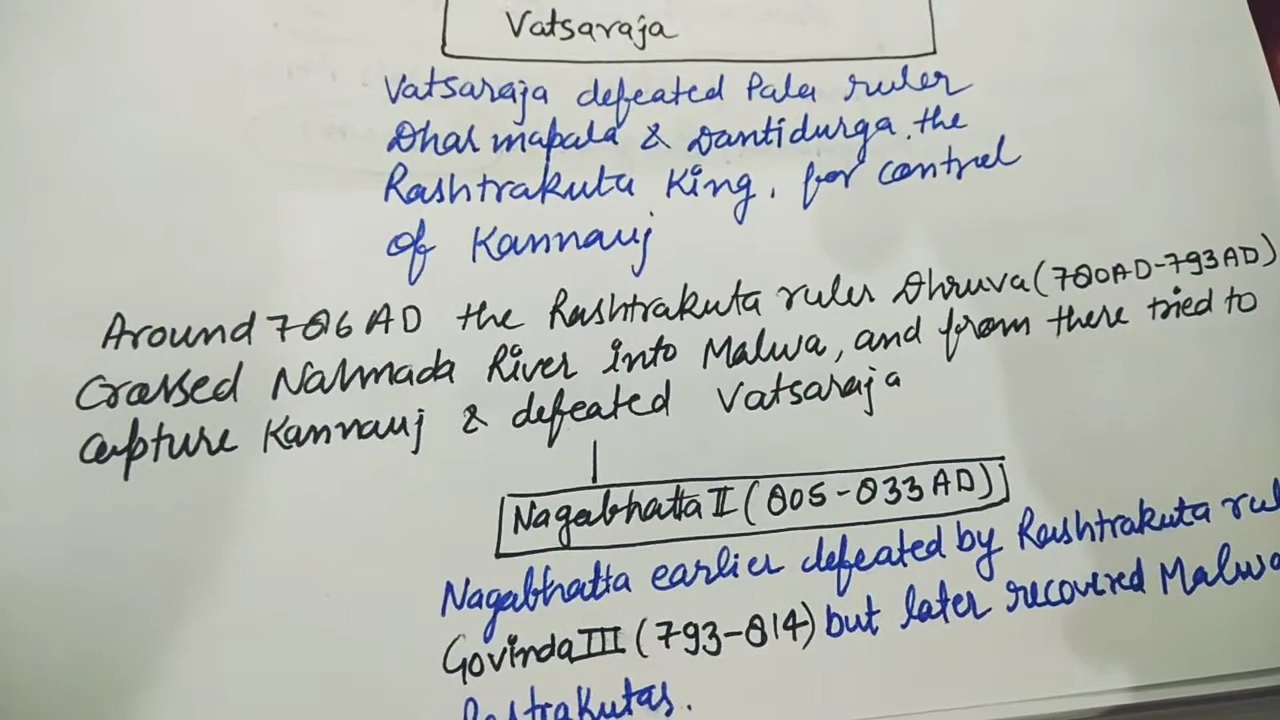 Vatsaraja
Vatsaraja defeated Pala ruler
Dharmapala & Dantidurga, the
Rashtrakuta King, for control
of Kannauj
Around 786 AD the Rashtrakuta ruler Dhruva (780AD-793AD)
Crossed Narmada River into Malwa, and from there tried to
capture Kannauj & defeated Vatsaraja
Nagabhatta II (805-833 AD)
Nagabhatta earlier defeated by Rashtrakuta
Govinda III (793-814) but later recovered Malwa
Rastrakutas.